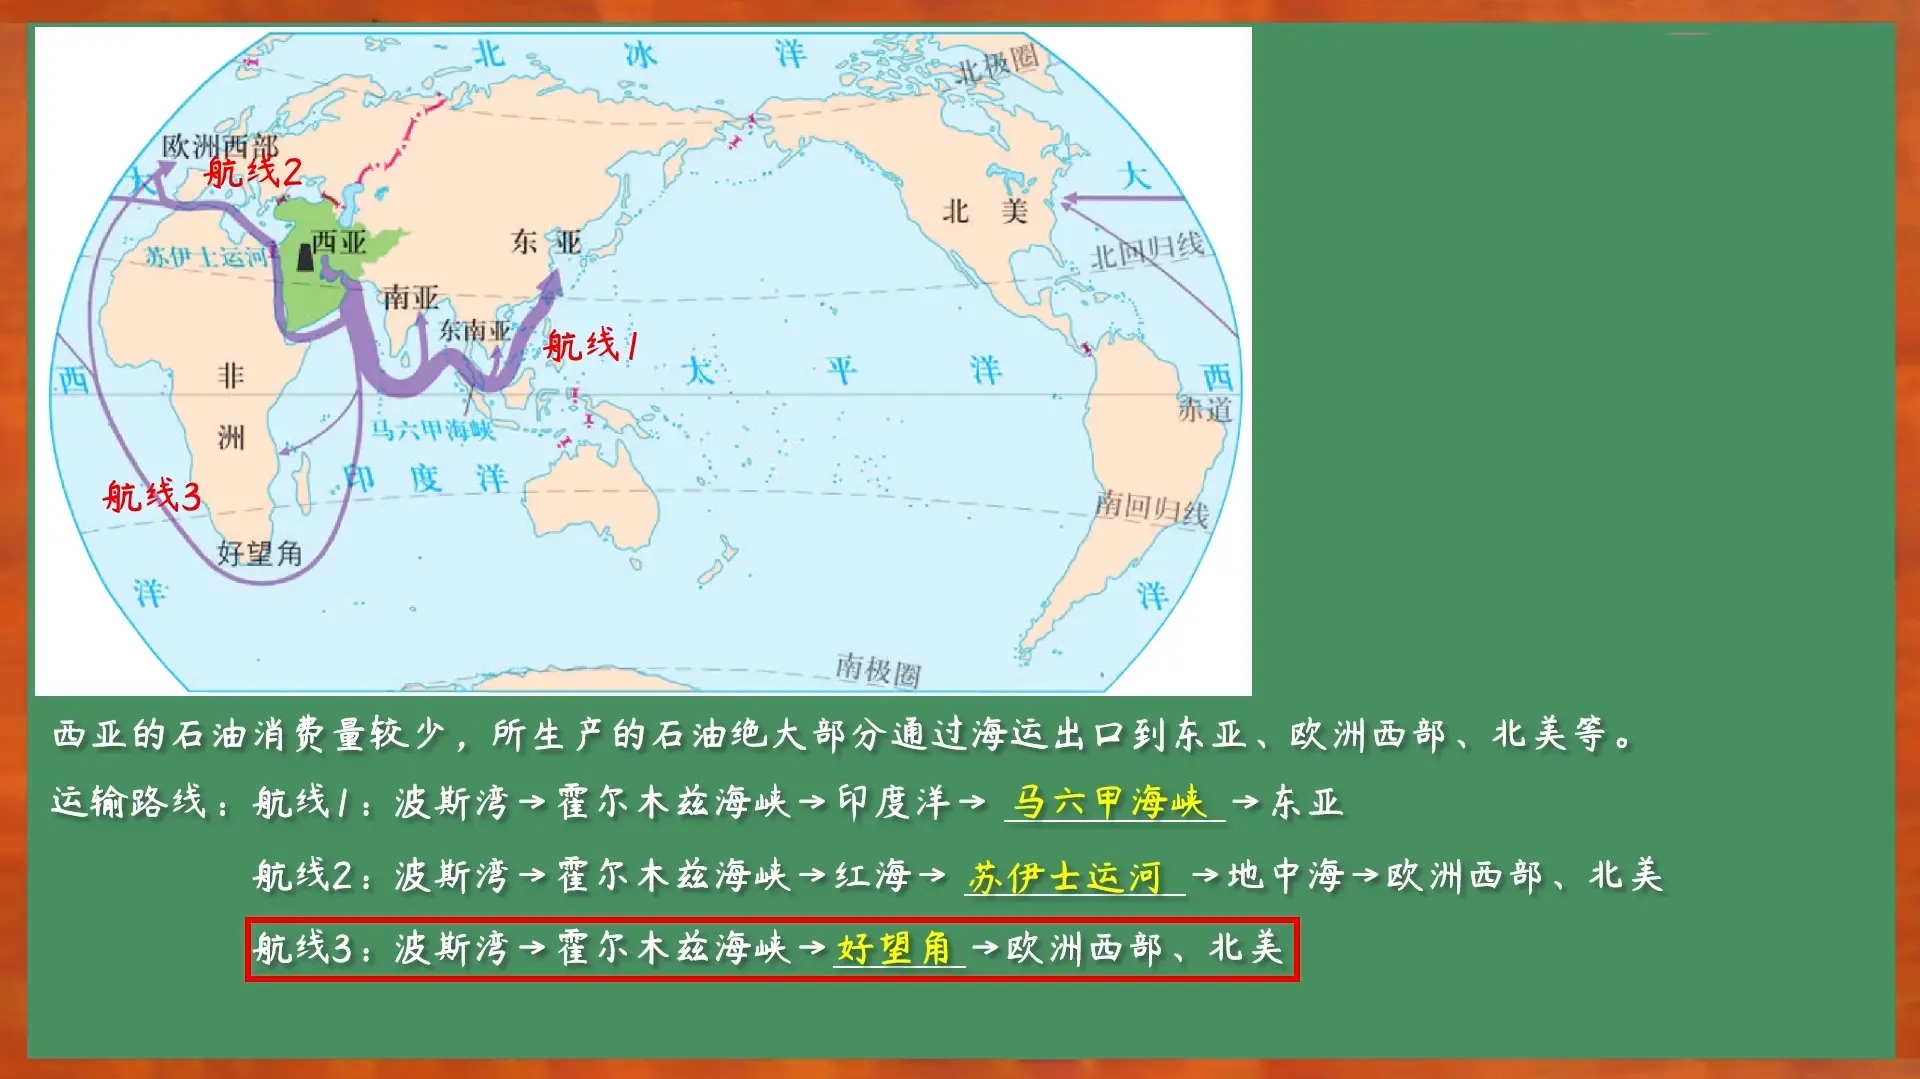 北 冰 洋
北极圈
欧洲西部
航线2
大
大
北 美
西亚
东 亚
苏伊士运河
北回归线
南亚
东南亚
航线1
太 平 洋
西
非
洲
西
赤道
马六甲海峡
印 度 洋
航线3
南回归线
好望角
洋
洋
南极圈
西亚的石油消费量较少，所生产的石油绝大部分通过海运出口到东亚、欧洲西部、北美等。
运输路线：航线1：波斯湾→霍尔木兹海峡→印度洋→ 马六甲海峡 →东亚
航线2：波斯湾→霍尔木兹海峡→红海→ 苏伊士运河 →地中海→欧洲西部、北美
航线3：波斯湾→霍尔木兹海峡→好望角 →欧洲西部、北美